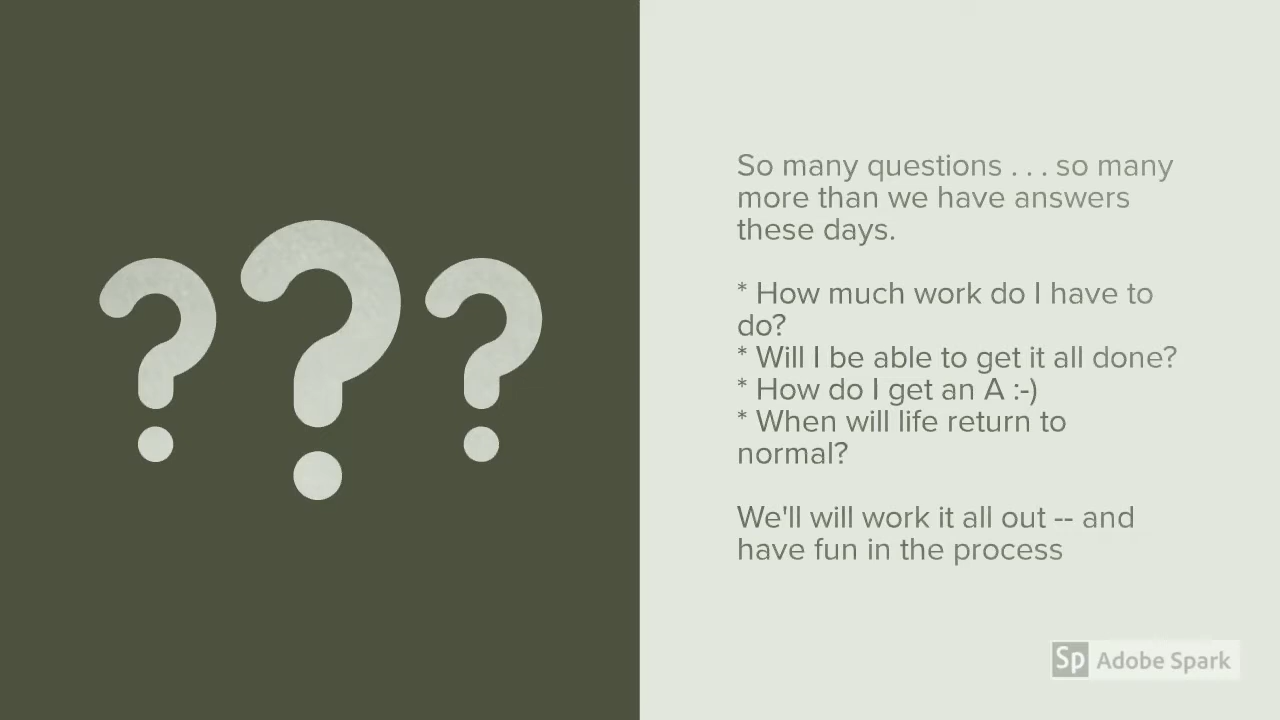 ???
So many questions . . . so many
more than we have answers
these days.
* How much work do I have to
do?
* Will I be able to get it all done?
* How do I get an A :-)
* When will life return to
normal?
We'll will work it all out -- and
have fun in the process
Sp Adobe Spark